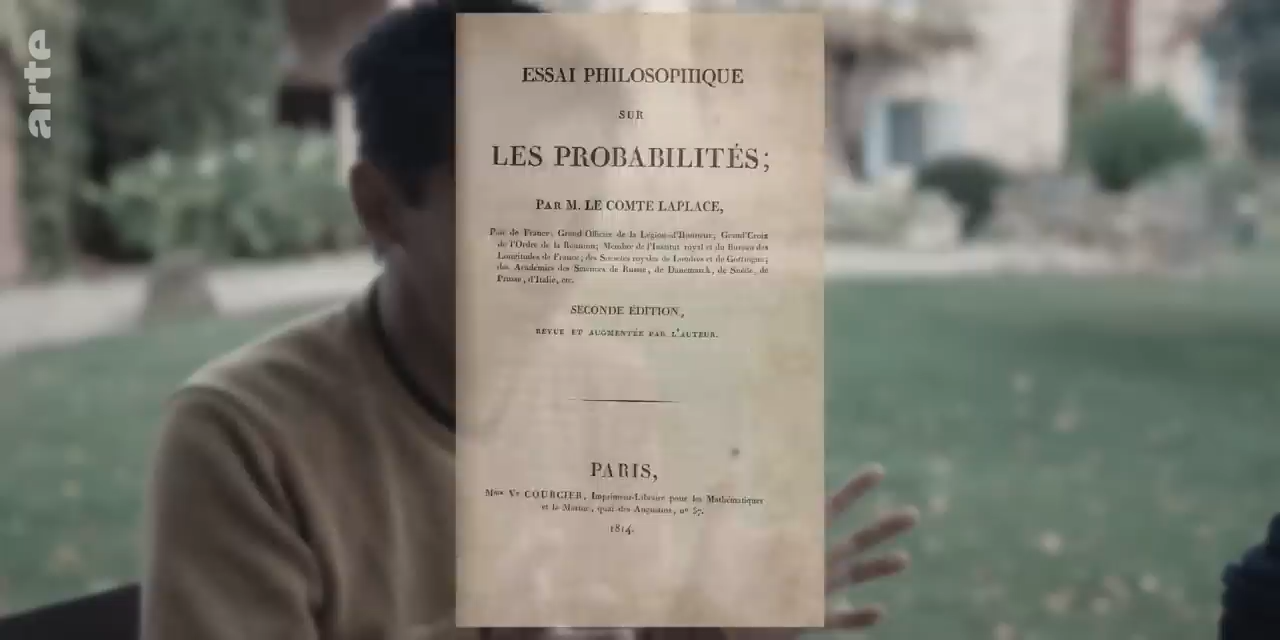 arte
ESSAI PHILOSOPHIQUE
SUR
LES PROBABILITÉS;
PAR M. LE COMTE LAPLACE,
Pair de France; Grand Officier de la Légion-d'Honneur; Grand'Croix
de l'Ordre de la Réunion; Membre de l'Institut royal et du Bureau des
Longitudes de France; des Sociétés royales de Londres et de Gottingue;
des Académies des Sciences de Russie, de Danemarck, de Suède, de
Prusse, d'Italie, etc.
SECONDE ÉDITION,
REVUE ET AUGMENTÉE PAR L'AUTEUR.
PARIS,
Mme Ve COURCIER, Imprimeur-Libraire pour les Mathématiques
et la Marine, quai des Augustins, n° 57.
1814.